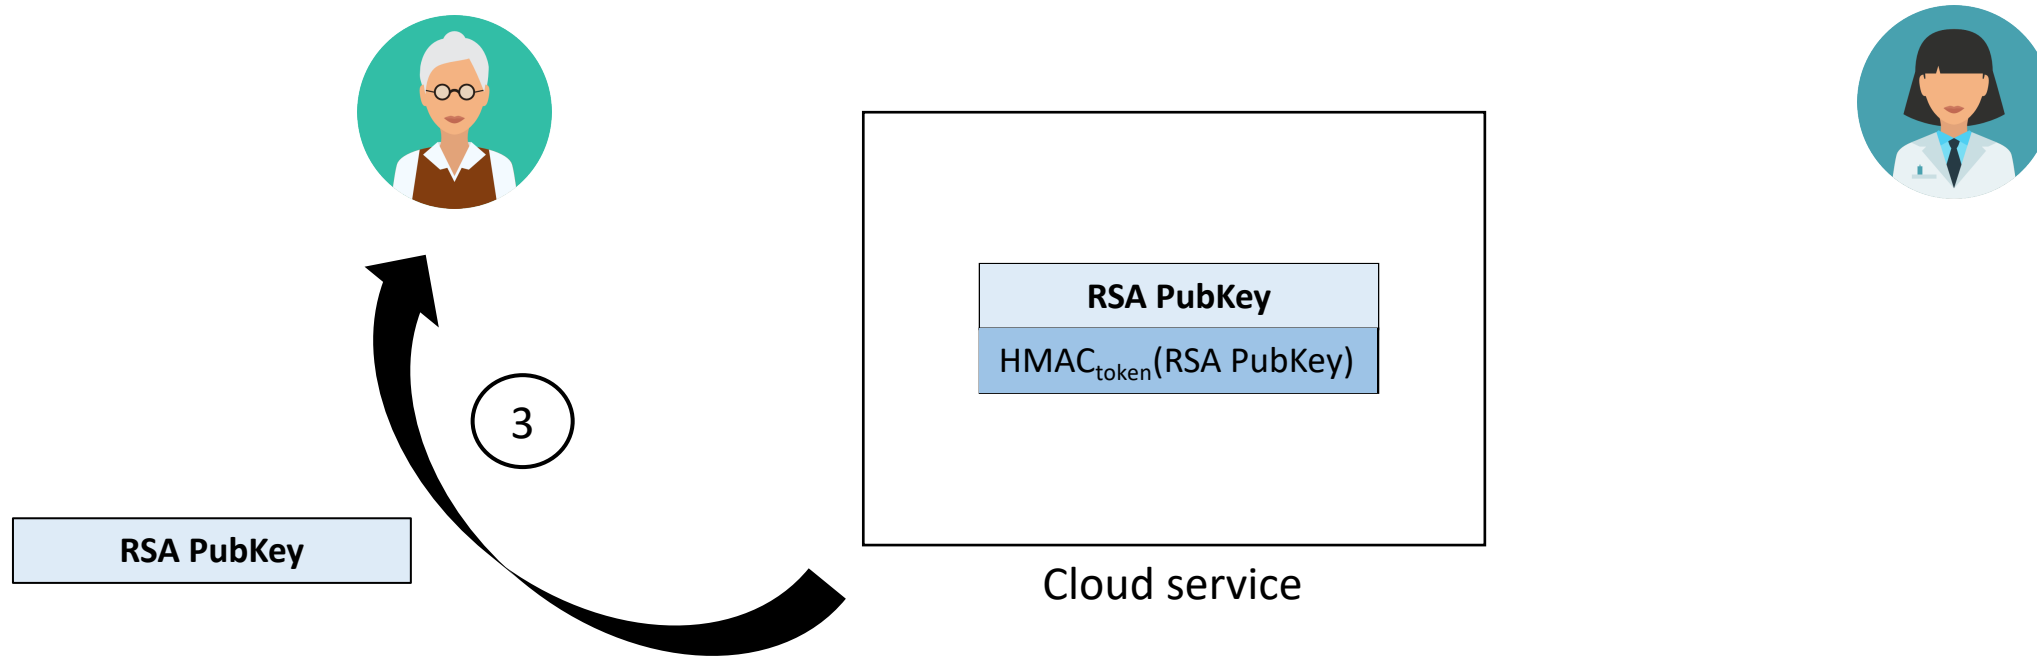 RSA PubKey
HMACtoken(RSA PubKey)
3
RSA PubKey
Cloud service